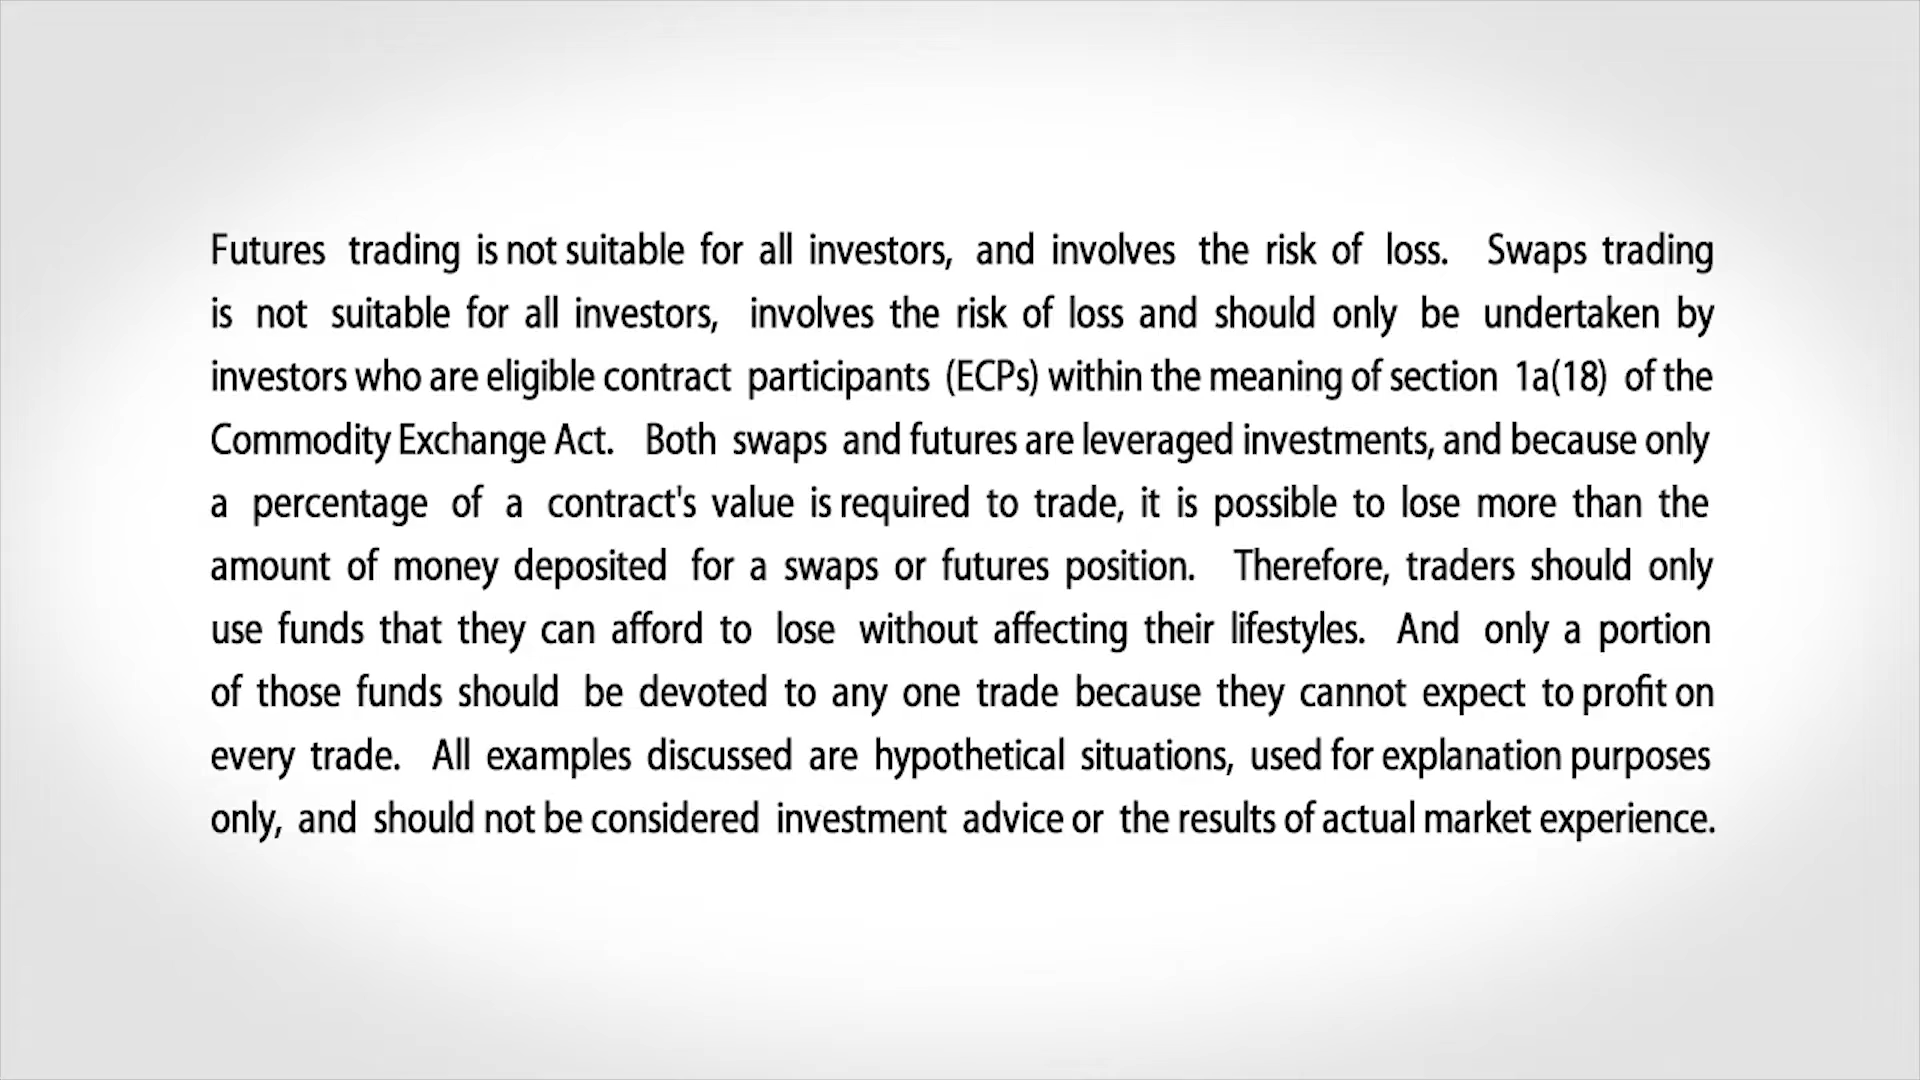 Futures trading is not suitable for all investors, and involves the risk of loss. Swaps trading
is not suitable for all investors, involves the risk of loss and should only be undertaken by
investors who are eligible contract participants (ECPs) within the meaning of section 1a(18) of the
Commodity Exchange Act. Both swaps and futures are leveraged investments, and because only
a percentage of a contract's value is required to trade, it is possible to lose more than the
amount of money deposited for a swaps or futures position. Therefore, traders should only
use funds that they can afford to lose without affecting their lifestyles. And only a portion
of those funds should be devoted to any one trade because they cannot expect to profit on
every trade. All examples discussed are hypothetical situations, used for explanation purposes
only, and should not be considered investment advice or the results of actual market experience.